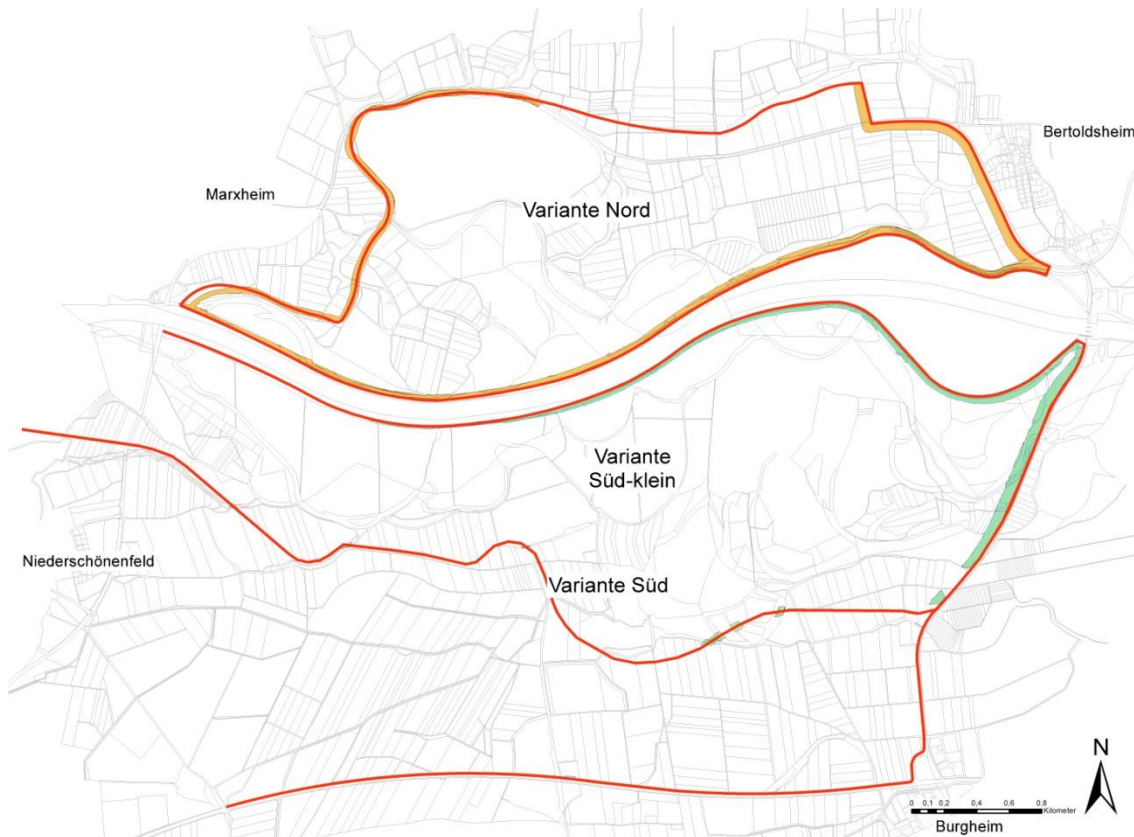 Bertoldsheim
Marxheim
Variante Nord
Variante
Süd-klein
Niederschönenfeld
Variante Süd
N
0 0,1 0,2 0,4 0,6 0,8
Kilometer
Burgheim